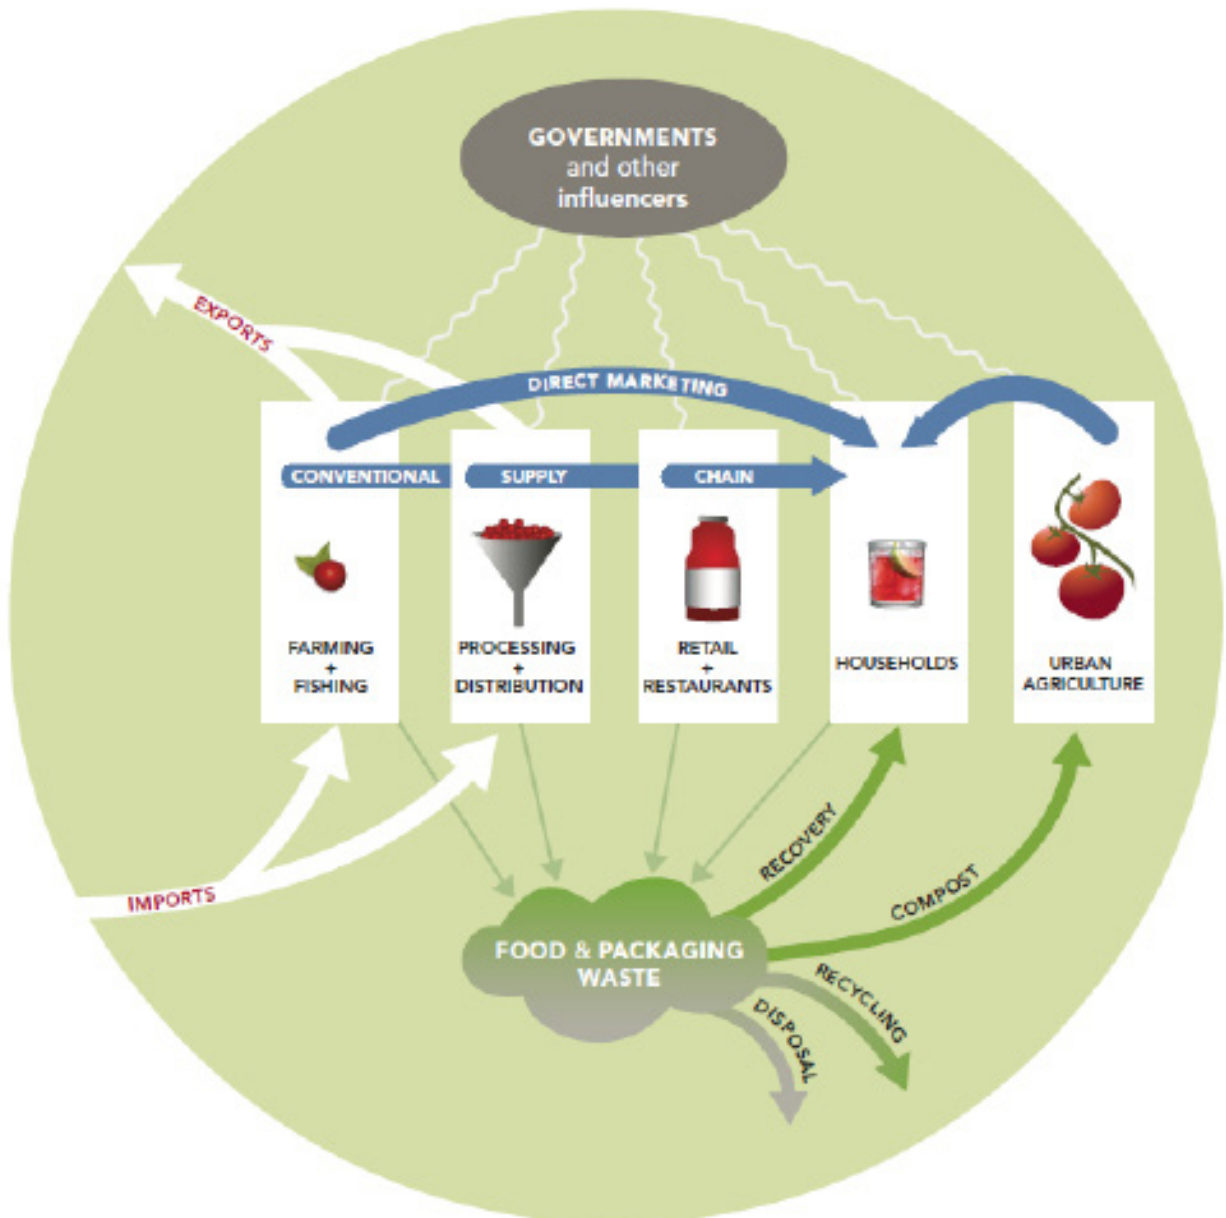 GOVERNMENTS
and other
influencers
EXPORTS
DIRECT MARKETING
CONVENTIONAL
SUPPLY
CHAIN
FARMING
+
FISHING
PROCESSING
+
DISTRIBUTION
RETAIL
+
RESTAURANTS
HOUSEHOLDS
URBAN
AGRICULTURE
IMPORTS
RECOVERY
COMPOST
FOOD & PACKAGING
WASTE
RECYCLING
DISPOSAL